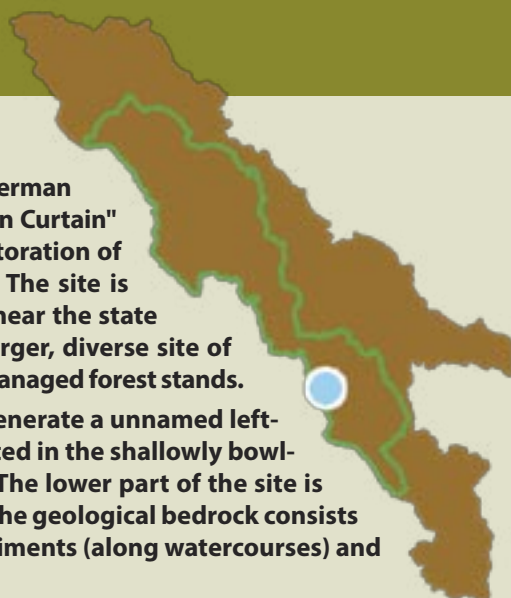 erman
n Curtain"
toration of
The site is
near the state
rger, diverse site of
anaged forest stands.
enerate a unnamed left-
ted in the shallowly bowl-
The lower part of the site is
he geological bedrock consists
iments (along watercourses) and